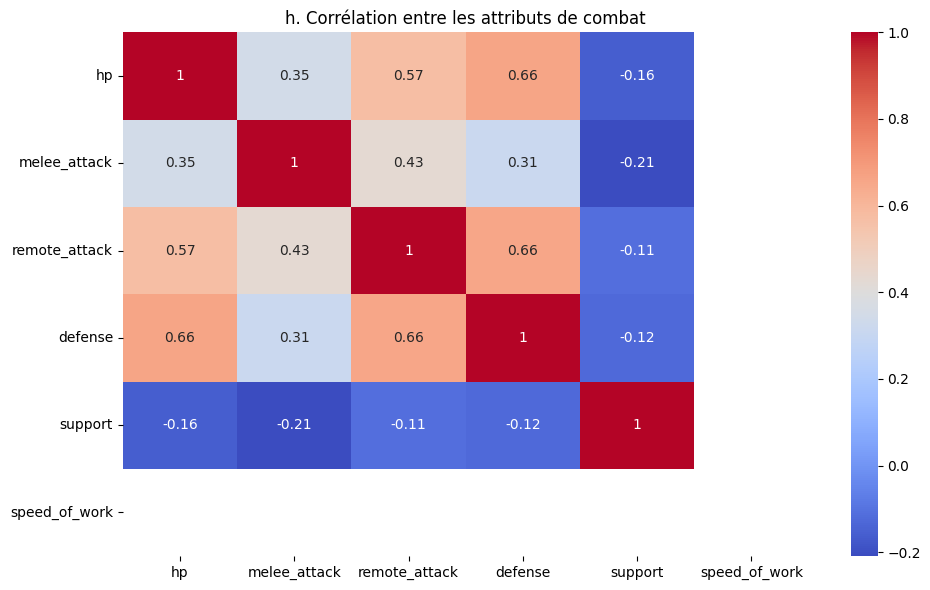 h. Corrélation entre les attributs de combat
hp 1 0.35 0.57 0.66 -0.16
melee_attack 0.35 1 0.43 0.31 -0.21
remote_attack 0.57 0.43 1 0.66 -0.11
defense 0.66 0.31 0.66 1 -0.12
support -0.16 -0.21 -0.11 -0.12 1
speed_of_work
hp melee_attack remote_attack defense support speed_of_work
1.0
0.8
0.6
0.4
0.2
0.0
−0.2